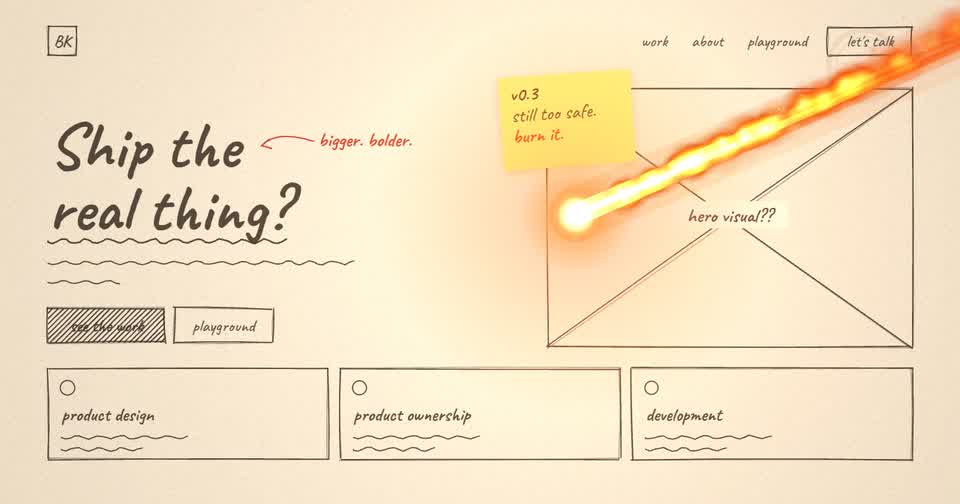 BK
work
about
playground
let's talk
v0.3
still too safe.
burn it.
Ship the
real thing?
bigger. bolder.
hero visual??
see the work
playground
product design
product ownership
development